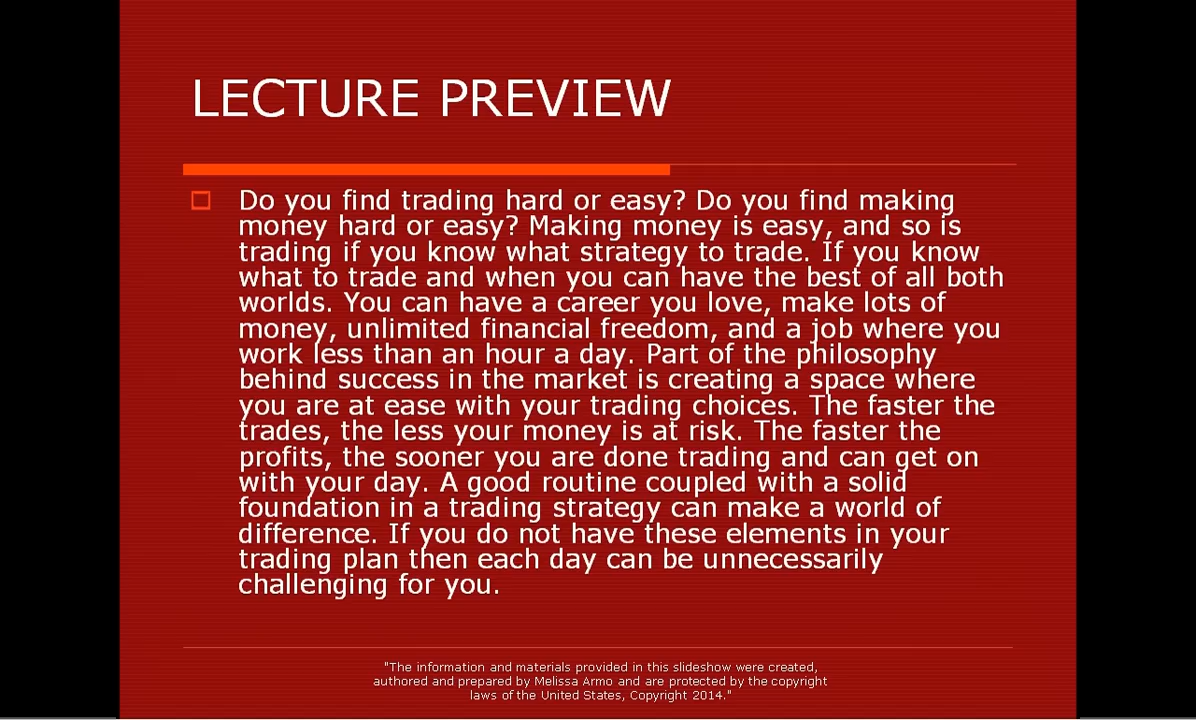 LECTURE PREVIEW
Do you find trading hard or easy? Do you find making
money hard or easy? Making money is easy, and so is
trading if you know what strategy to trade. If you know
what to trade and when you can have the best of all both
worlds. You can have a career you love, make lots of
money, unlimited financial freedom, and a job where you
work less than an hour a day. Part of the philosophy
behind success in the market is creating a space where
you are at ease with your trading choices. The faster the
trades, the less your money is at risk. The faster the
profits, the sooner you are done trading and can get on
with your day. A good routine coupled with a solid
foundation in a trading strategy can make a world of
difference. If you do not have these elements in your
trading plan then each day can be unnecessarily
challenging for you.
"The information and materials provided in this slideshow were created,
authored and prepared by Melissa Armo and are protected by the copyright
laws of the United States, Copyright 2014."